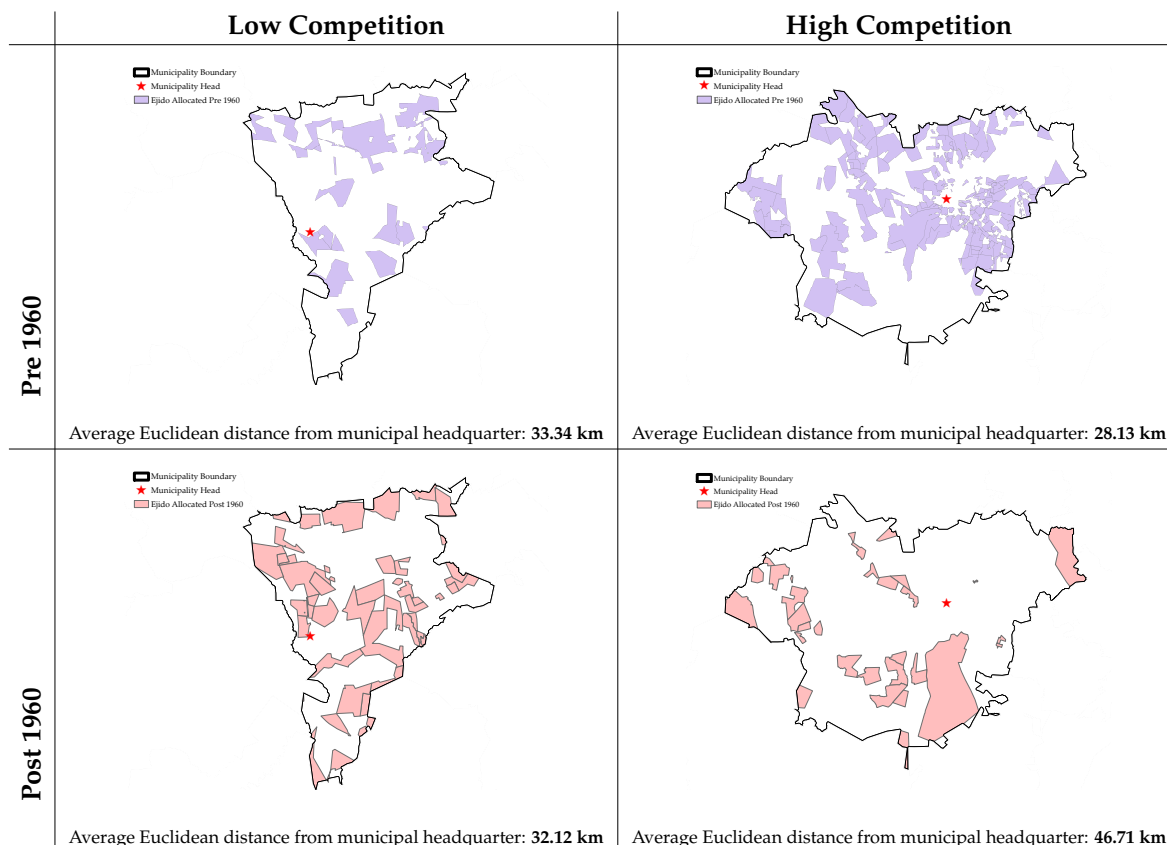 Low Competition
High Competition
Pre 1960
Municipality Boundary
Municipality Head
Ejido Allocated Pre 1960
Average Euclidean distance from municipal headquarter: 33.34 km
Municipality Boundary
Municipality Head
Ejido Allocated Pre 1960
Average Euclidean distance from municipal headquarter: 28.13 km
Post 1960
Municipality Boundary
Municipality Head
Ejido Allocated Post 1960
Average Euclidean distance from municipal headquarter: 32.12 km
Municipality Boundary
Municipality Head
Ejido Allocated Post 1960
Average Euclidean distance from municipal headquarter: 46.71 km